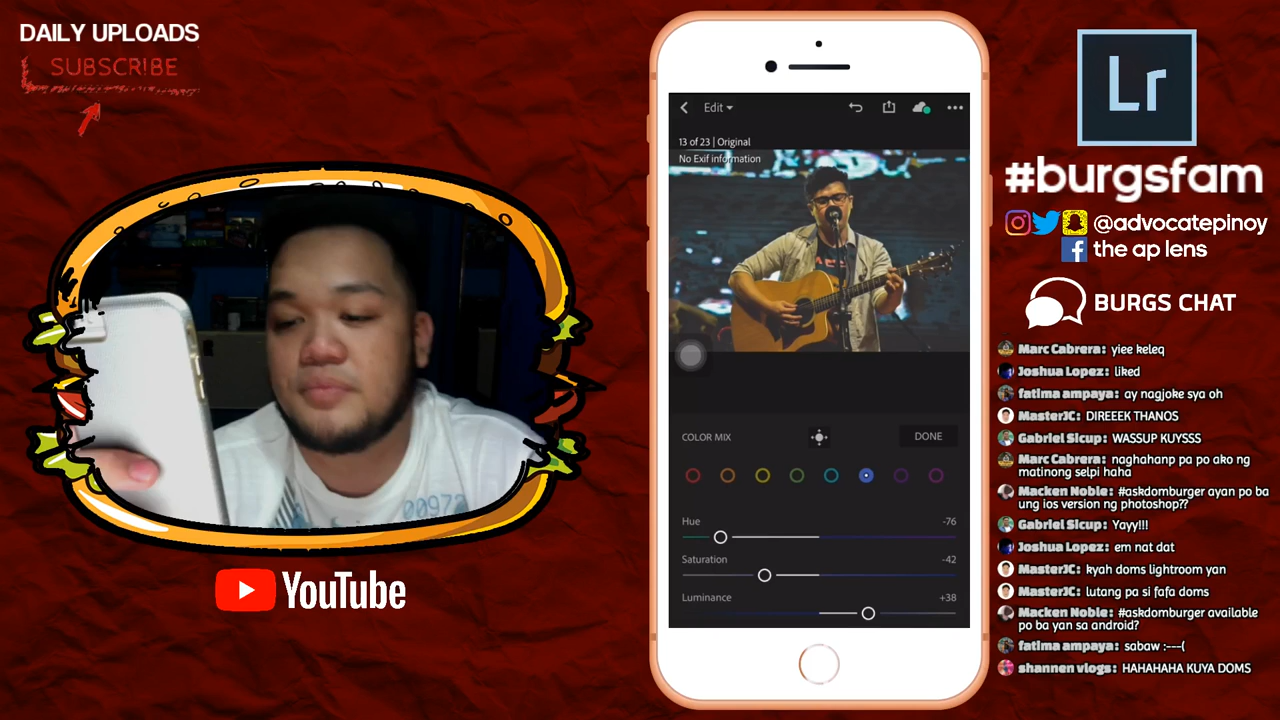 DAILY UPLOADS
SUBSCRIBE
00972
YouTube
Edit
13 of 23 | Original
No Exif information
COLOR MIX
DONE
Hue
-76
Saturation
-42
Luminance
+38
Lr
#burgsfam
@advocatepinoy
the ap lens
BURGS CHAT
Marc Cabrera: yiee keleq
Joshua Lopez: liked
fatima ampaya: ay nagjoke sya oh
MasterJC: DIREEEK THANOS
Gabriel Sicup: WASSUP KUYSSS
Marc Cabrera: naghahanp pa po ako ng
matinong selpi haha
Macken Noble: #askdomburger ayan po ba
ung ios version ng photoshop??
Gabriel Sicup: Yayy!!!
Joshua Lopez: em nat dat
MasterJC: kyah doms lightroom yan
MasterJC: lutang pa si fafa doms
Macken Noble: #askdomburger available
po ba yan sa android?
fatima ampaya: sabaw :---(
shannen vlogs: HAHAHAHA KUYA DOMS